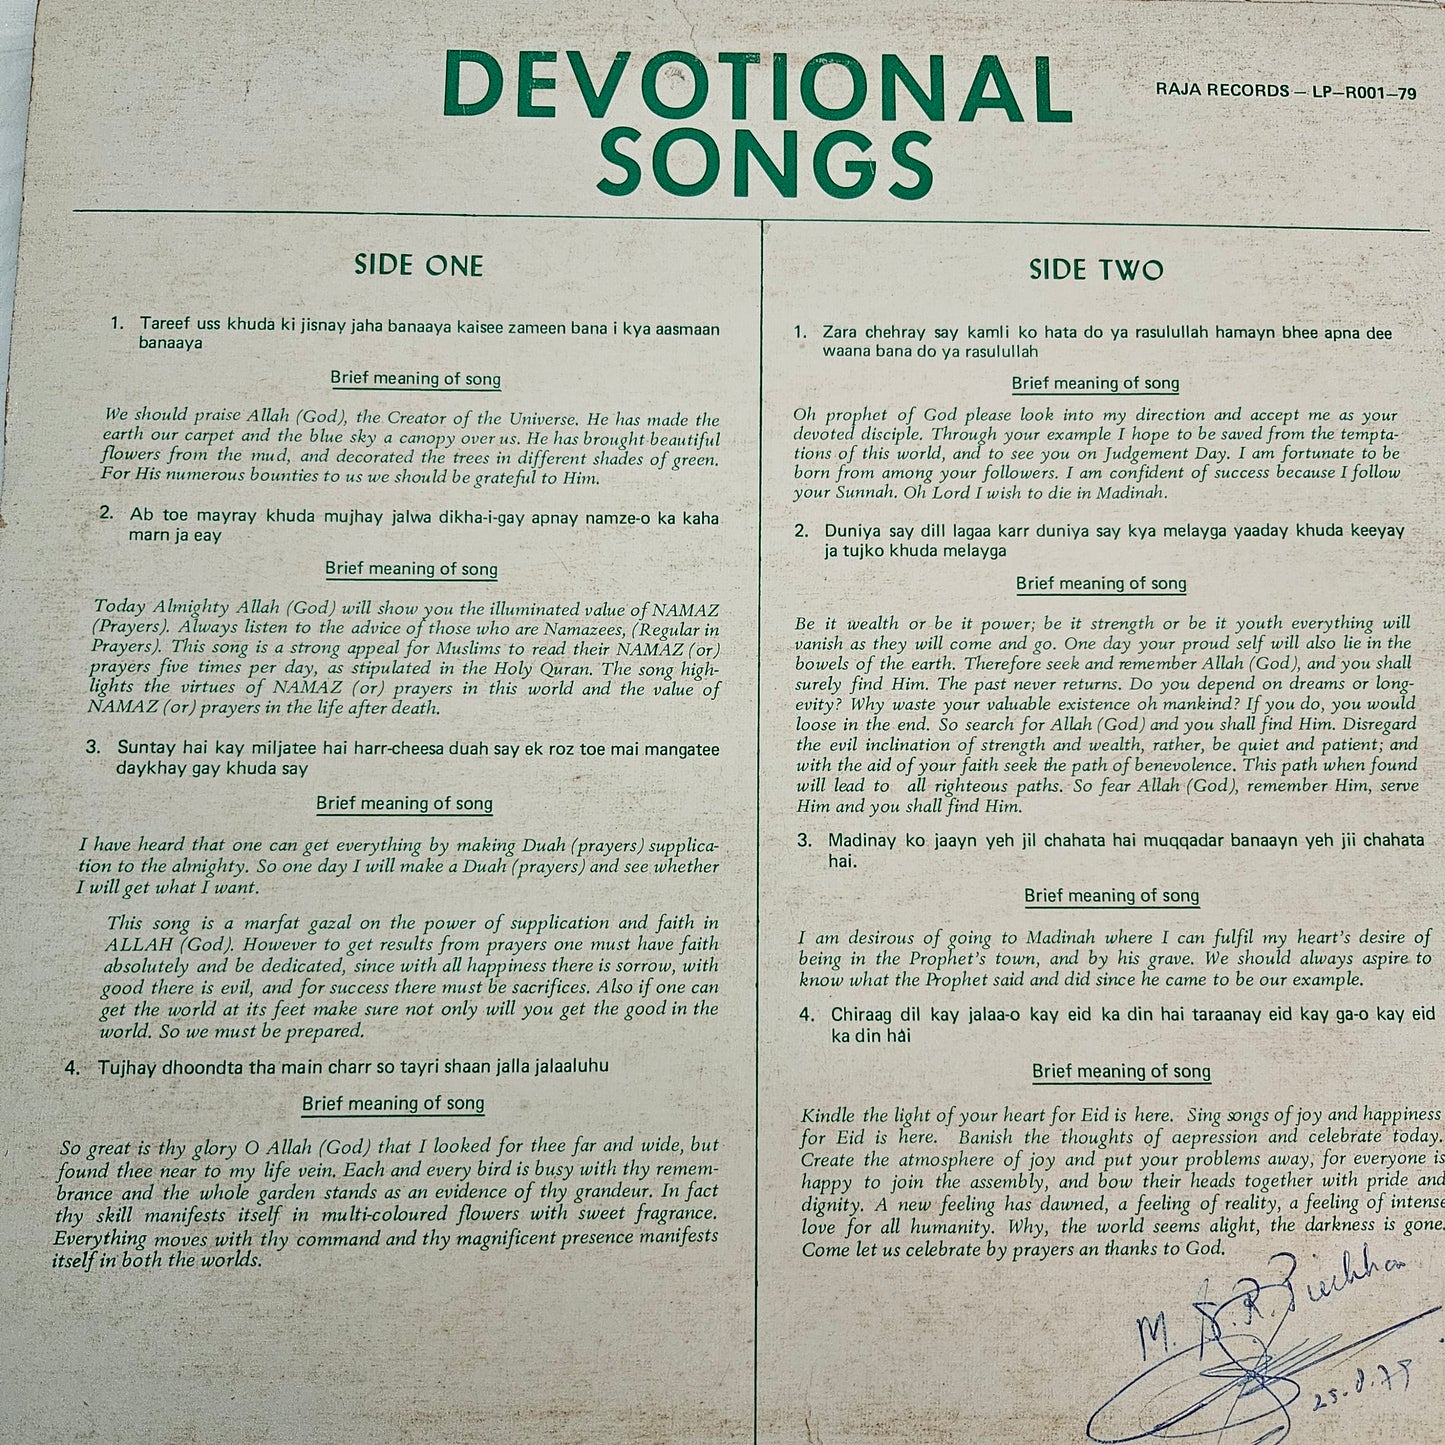 DEVOTIONAL
SONGS
RAJA RECORDS – LP–R001–79
SIDE ONE
1. Tareef uss khuda ki jisnay jaha banaaya kaisee zameen bana i kya aasmaan
banaaya
Brief meaning of song
We should praise Allah (God), the Creator of the Universe. He has made the
earth our carpet and the blue sky a canopy over us. He has brought beautiful
flowers from the mud, and decorated the trees in different shades of green.
For His numerous bounties to us we should be grateful to Him.
2. Ab toe mayray khuda mujhay jalwa dikha-i-gay apnay namze-o ka kaha
marn ja eay
Brief meaning of song
Today Almighty Allah (God) will show you the illuminated value of NAMAZ
(Prayers). Always listen to the advice of those who are Namazees, (Regular in
Prayers). This song is a strong appeal for Muslims to read their NAMAZ (or)
prayers five times per day, as stipulated in the Holy Quran. The song high-
lights the virtues of NAMAZ (or) prayers in this world and the value of
NAMAZ (or) prayers in the life after death.
3. Suntay hai kay miljatee hai harr-cheesa duah say ek roz toe mai mangatee
daykhay gay khuda say
Brief meaning of song
I have heard that one can get everything by making Duah (prayers) supplica-
tion to the almighty. So one day I will make a Duah (prayers) and see whether
I will get what I want.
This song is a marfat gazal on the power of supplication and faith in
ALLAH (God). However to get results from prayers one must have faith
absolutely and be dedicated, since with all happiness there is sorrow, with
good there is evil, and for success there must be sacrifices. Also if one can
get the world at its feet make sure not only will you get the good in the
world. So we must be prepared.
4. Tujhay dhoondta tha main charr so tayri shaan jalla jalaaluhu
Brief meaning of song
So great is thy glory O Allah (God) that I looked for thee far and wide, but
found thee near to my life vein. Each and every bird is busy with thy remem-
brance and the whole garden stands as an evidence of thy grandeur. In fact
thy skill manifests itself in multi-coloured flowers with sweet fragrance.
Everything moves with thy command and thy magnificent presence manifests
itself in both the worlds.
SIDE TWO
1. Zara chehray say kamli ko hata do ya rasulullah hamayn bhee apna dee
waana bana do ya rasulullah
Brief meaning of song
Oh prophet of God please look into my direction and accept me as your
devoted disciple. Through your example I hope to be saved from the tempta-
tions of this world, and to see you on Judgement Day. I am fortunate to be
born from among your followers. I am confident of success because I follow
your Sunnah. Oh Lord I wish to die in Madinah.
2. Duniya say dill lagaa karr duniya say kya melayga yaaday khuda keeyay
ja tujko khuda melayga
Brief meaning of song
Be it wealth or be it power; be it strength or be it youth everything will
vanish as they will come and go. One day your proud self will also lie in the
bowels of the earth. Therefore seek and remember Allah (God), and you shall
surely find Him. The past never returns. Do you depend on dreams or long-
evity? Why waste your valuable existence oh mankind? If you do, you would
loose in the end. So search for Allah (God) and you shall find Him. Disregard
the evil inclination of strength and wealth, rather, be quiet and patient; and
with the aid of your faith seek the path of benevolence. This path when found
will lead to all righteous paths. So fear Allah (God), remember Him, serve
Him and you shall find Him.
3. Madinay ko jaayn yeh jil chahata hai muqqadar banaayn yeh jii chahata
hai.
Brief meaning of song
I am desirous of going to Madinah where I can fulfil my heart's desire of
being in the Prophet's town, and by his grave. We should always aspire to
know what the Prophet said and did since he came to be our example.
4. Chiraag dil kay jalaa-o kay eid ka din hai taraanay eid kay ga-o kay eid
ka din hai
Brief meaning of song
Kindle the light of your heart for Eid is here. Sing songs of joy and happiness
for Eid is here. Banish the thoughts of aepression and celebrate today.
Create the atmosphere of joy and put your problems away, for everyone is
happy to join the assembly, and bow their heads together with pride and
dignity. A new feeling has dawned, a feeling of reality, a feeling of intense
love for all humanity. Why, the world seems alight, the darkness is gone.
Come let us celebrate by prayers an thanks to God.
M. S. R.
25.8.79